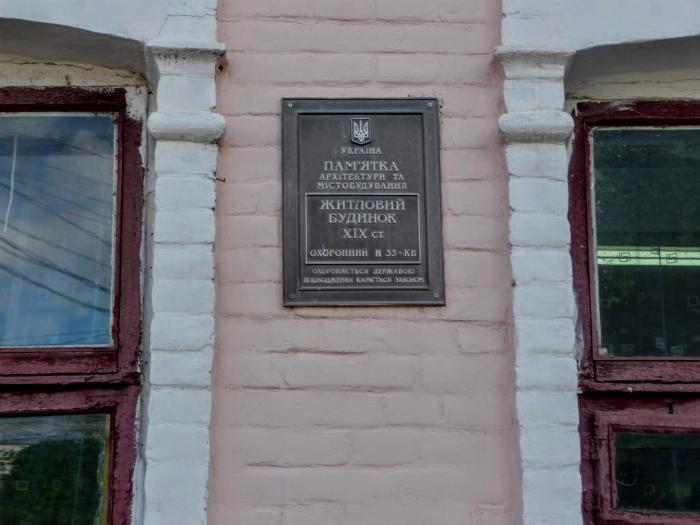 УКРАЇНА
ПАМ'ЯТКА
АРХІТЕКТУРИ ТА
МІСТОБУДУВАННЯ
ЖИТЛОВИЙ
БУДИНОК
XIX СТ.
ОХОРОННИЙ N 33-КВ
ОХОРОНЯЄТЬСЯ ДЕРЖАВОЮ
ПОШКОДЖЕННЯ КАРАЄТЬСЯ ЗАКОНОМ